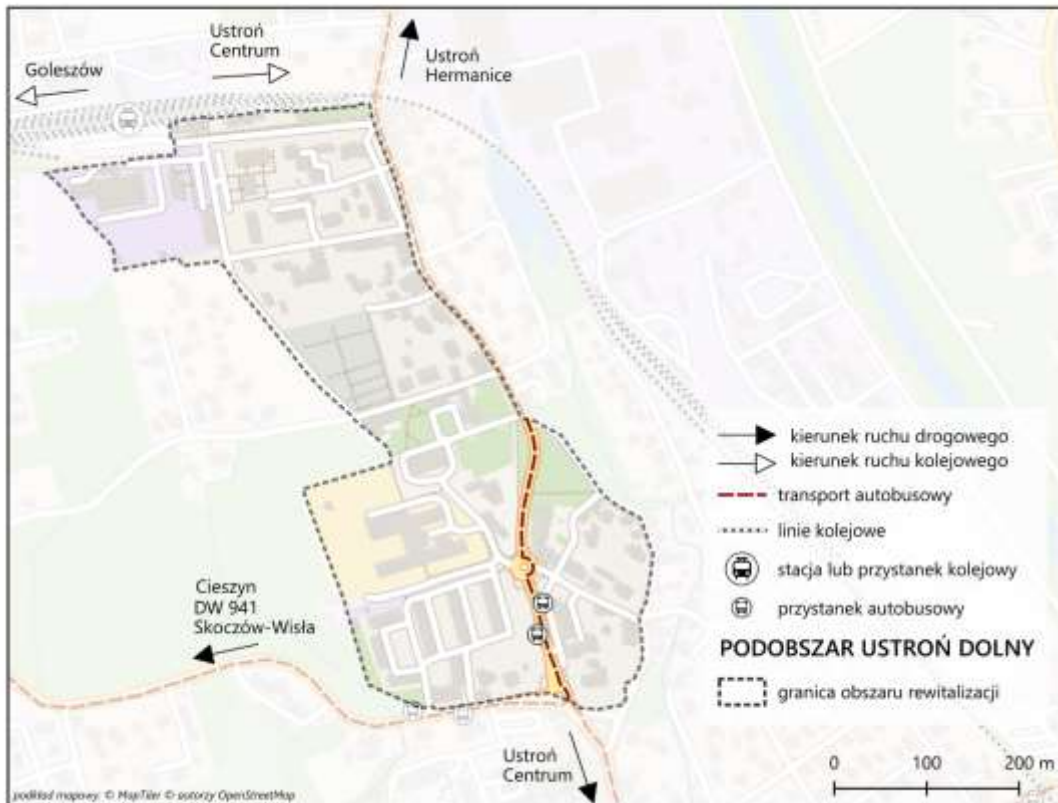 Ustroń
Centrum
Goleszów
Ustroń
Hermanice
kierunek ruchu drogowego
kierunek ruchu kolejowego
transport autobusowy
linie kolejowe
stacja lub przystanek kolejowy
przystanek autobusowy
PODOBSZAR USTROŃ DOLNY
granica obszaru rewitalizacji
Cieszyn
DW 941
Skoczów-Wisła
Ustroń
Centrum
0 100 200 m
podkład mapowy: © MapTiler © autorzy OpenStreetMap